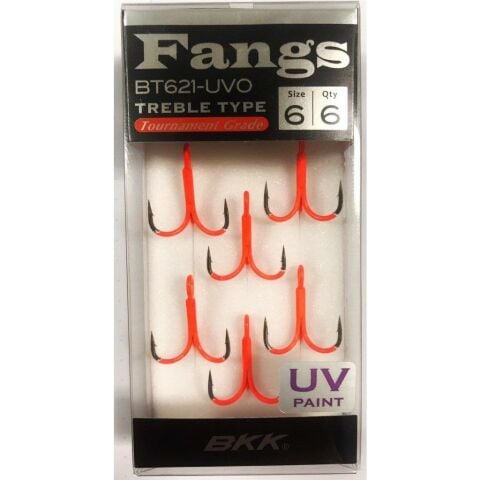 Fangs
BT621-UVO
TREBLE TYPE
Tournament Grade
Size Qty
6 6
UV
PAINT
BKK®